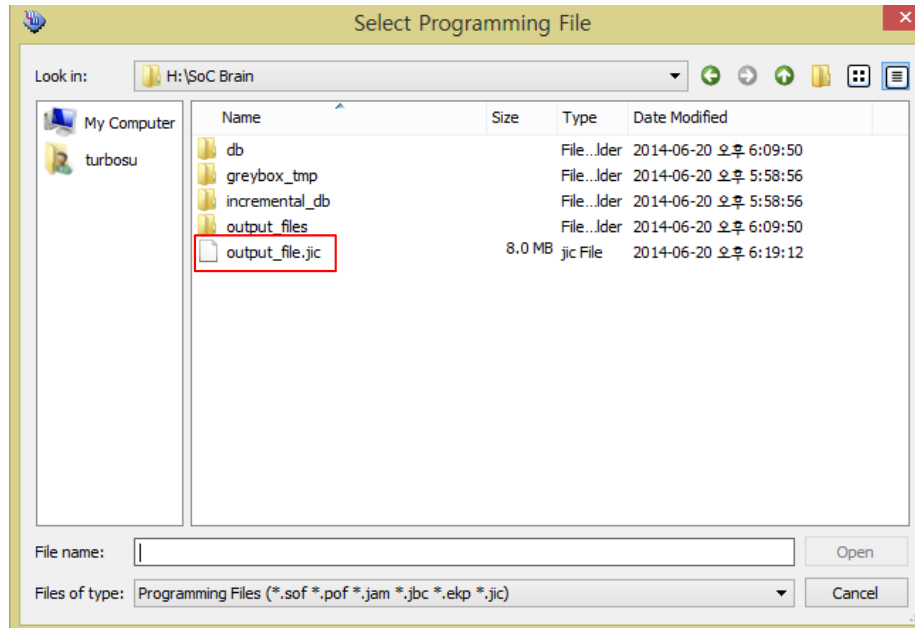 Select Programming File
Look in: H:\SoC Brain
My Computer
turbosu
Name Size Type Date Modified
db File...lder 2014-06-20 오후 6:09:50
greybox_tmp File...lder 2014-06-20 오후 5:58:56
incremental_db File...lder 2014-06-20 오후 5:58:56
output_files File...lder 2014-06-20 오후 6:09:50
output_file.jic 8.0 MB jic File 2014-06-20 오후 6:19:12
File name: Open
Files of type: Programming Files (*.sof *.pof *.jam *.jbc *.ekp *.jic) Cancel